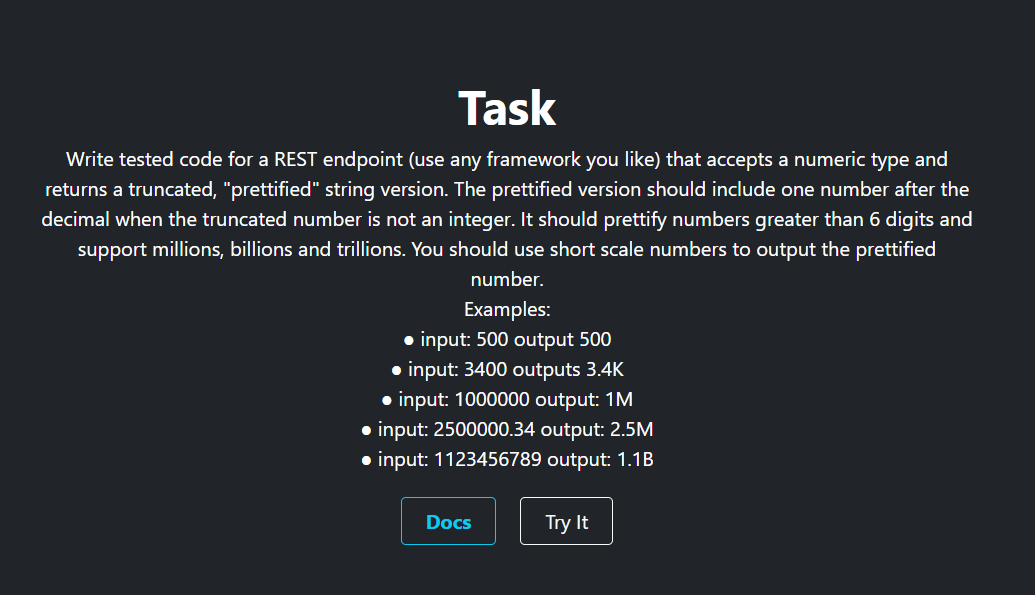 Task
Write tested code for a REST endpoint (use any framework you like) that accepts a numeric type and
returns a truncated, "prettified" string version. The prettified version should include one number after the
decimal when the truncated number is not an integer. It should prettify numbers greater than 6 digits and
support millions, billions and trillions. You should use short scale numbers to output the prettified
number.
Examples:
● input: 500 output 500
● input: 3400 outputs 3.4K
● input: 1000000 output: 1M
● input: 2500000.34 output: 2.5M
● input: 1123456789 output: 1.1B
Docs
Try It